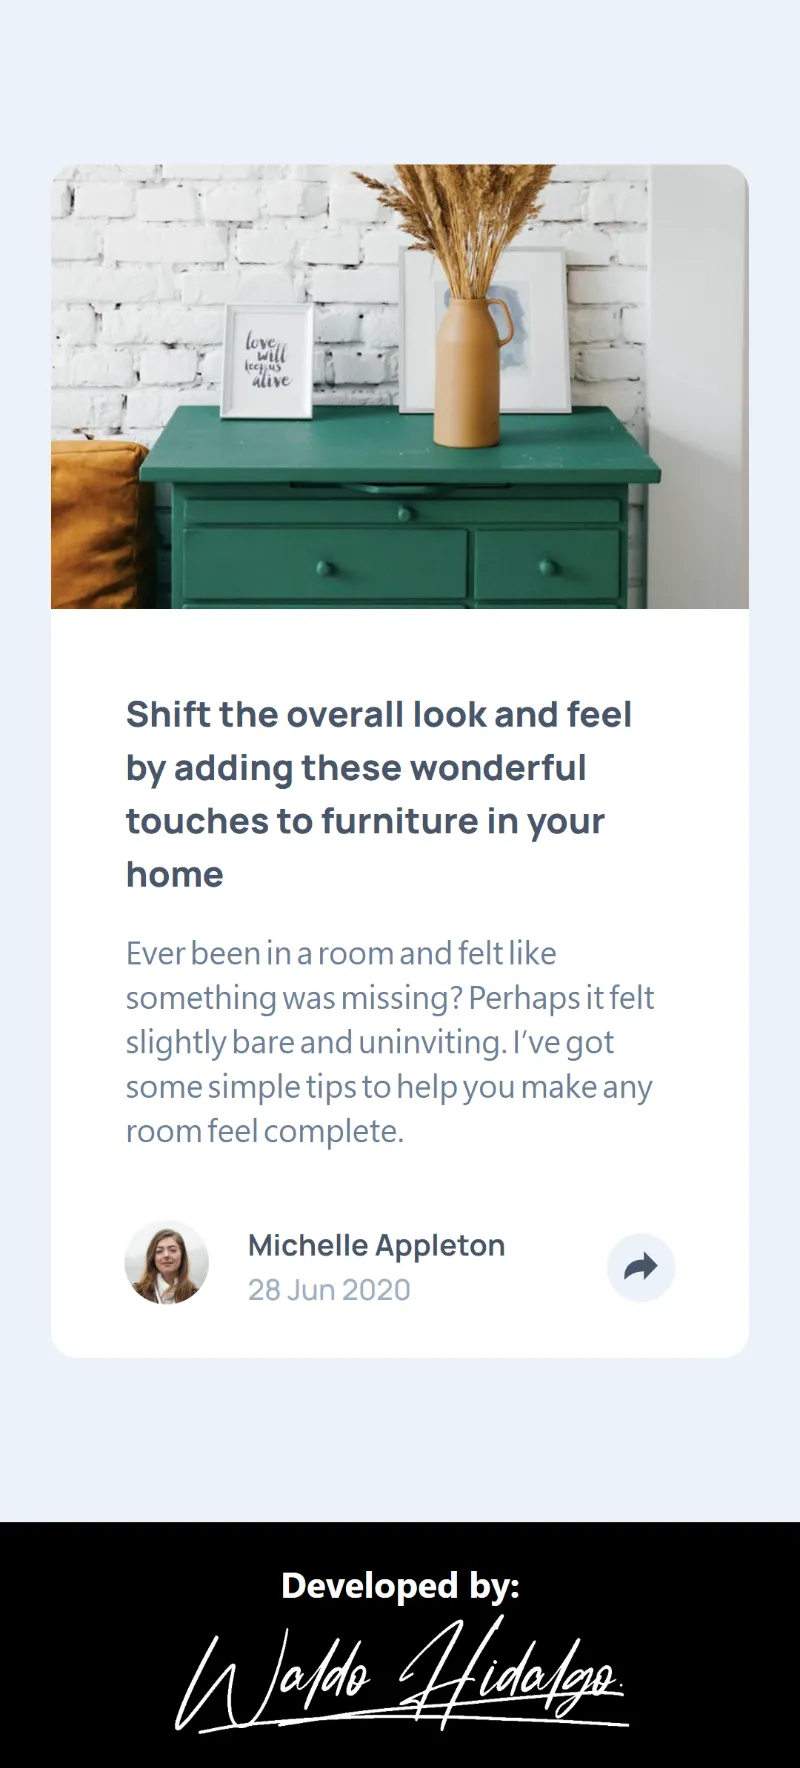 love
will
keep us
alive
Shift the overall look and feel
by adding these wonderful
touches to furniture in your
home
Ever been in a room and felt like
something was missing? Perhaps it felt
slightly bare and uninviting. I’ve got
some simple tips to help you make any
room feel complete.
Michelle Appleton
28 Jun 2020
Developed by:
Waldo Hidalgo.